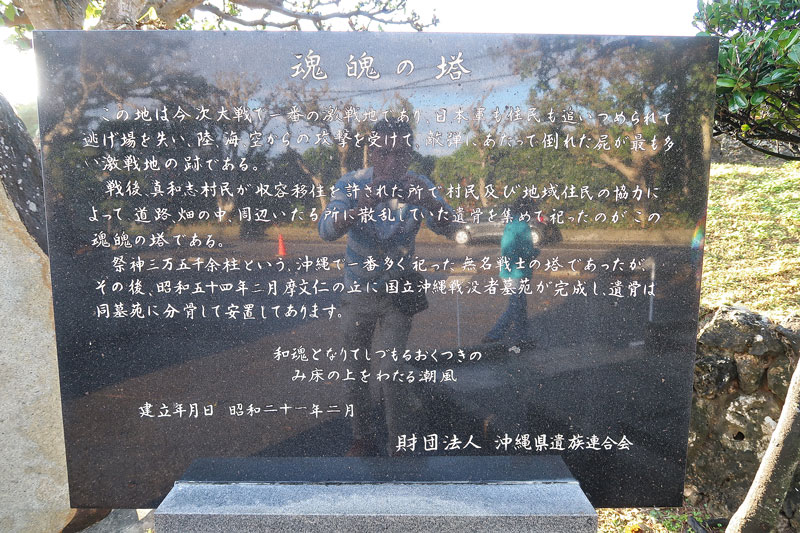 魂魄の塔
この地は今次大戦で一番の激戦地であり、日本軍も住民も追いつめられて
逃げ場を失い、陸、海、空からの攻撃を受けて、敵弾にあたって倒れた屍が最も多
い激戦地の跡である。
戦後、真和志村民が収容移住を許された所で村民及び地域住民の協力に
よって、道路、畑の中、周辺いたる所に散乱していた遺骨を集めて祀ったのがこの
魂魄の塔である。
祭神三万五千余柱という、沖縄で一番多く祀った無名戦士の塔であったが、
その後、昭和五十四年二月摩文仁の丘に国立沖縄戦没者墓苑が完成し、遺骨は
同墓苑に分骨して安置してあります。
和魂となりてしづもるおくつきの
み床の上をわたる潮風
建立年月日 昭和二十一年二月
財団法人 沖縄県遺族連合会